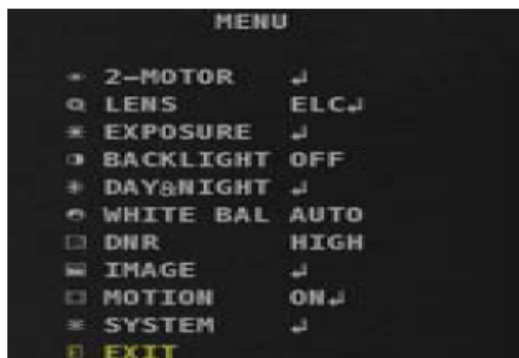 MENU
2-MOTOR ↲
LENS ELC↲
EXPOSURE ↲
BACKLIGHT OFF
DAY&NIGHT ↲
WHITE BAL AUTO
DNR HIGH
IMAGE ↲
MOTION ON↲
SYSTEM ↲
EXIT